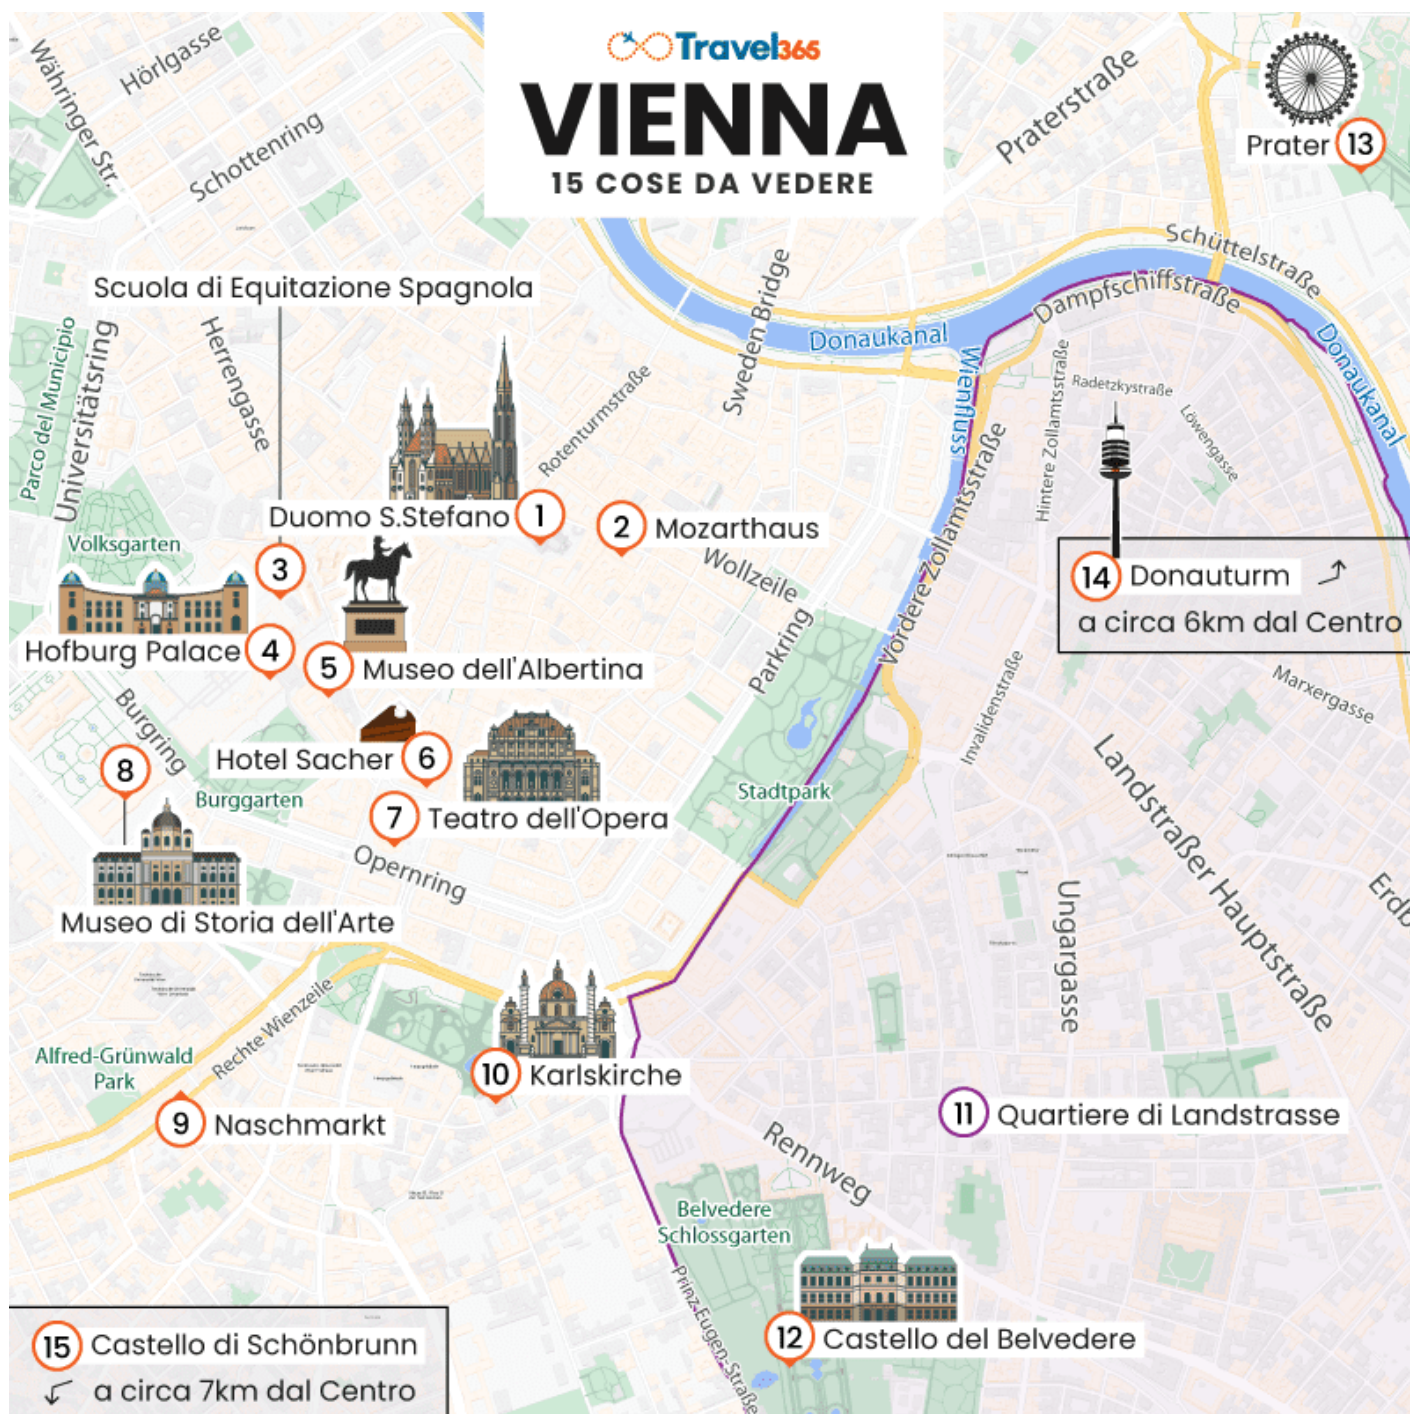 Travel365
VIENNA
15 COSE DA VEDERE
Währinger Str.
Hörlgasse
Schottenring
Praterstraße
Prater 13
Schüttelstraße
Scuola di Equitazione Spagnola
Sweden Bridge
Dampfschiffstraße
Donaukanal
Donaukanal
Parco del Municipio
Universitätsring
Herrengasse
Rotenturmstraße
Wienfluss
Hintere Zollamtsstraße
Radetzkystraße
Löwengasse
Duomo S.Stefano 1
2 Mozarthaus
Volksgarten
3
Wollzeile
Vordere Zollamtsstraße
14 Donauturm
a circa 6km dal Centro
Hofburg Palace 4
5 Museo dell'Albertina
Parkring
Invalidenstraße
Marxergasse
Burgring
Hotel Sacher 6
8
Burggarten
7 Teatro dell'Opera
Stadtpark
Landstraßer Hauptstraße
Opernring
Ungargasse
Erdb
Museo di Storia dell'Arte
Rechte Wienzeile
Alfred-Grünwald
Park
10 Karlskirche
9 Naschmarkt
11 Quartiere di Landstrasse
Rennweg
Belvedere
Schlossgarten
Prinz-Eugen-Straße
12 Castello del Belvedere
15 Castello di Schönbrunn
a circa 7km dal Centro